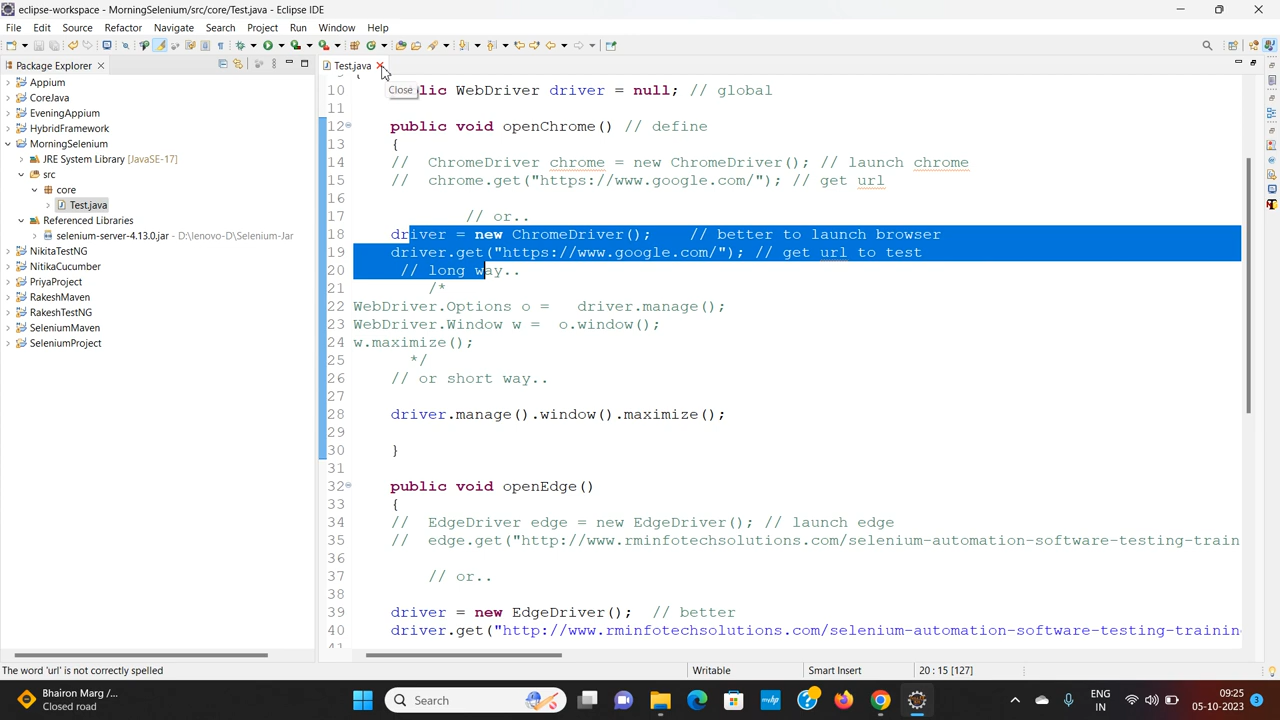 eclipse-workspace - MorningSelenium/src/core/Test.java - Eclipse IDE
File Edit Source Refactor Navigate Search Project Run Window Help
Package Explorer
Test.java
Close
Appium
CoreJava
EveningAppium
HybridFramework
MorningSelenium
JRE System Library [JavaSE-17]
src
core
Test.java
Referenced Libraries
selenium-server-4.13.0.jar - D:\lenovo-D\Selenium-Jar
NikitaTestNG
NitikaCucumber
PriyaProject
RakeshMaven
RakeshTestNG
SeleniumMaven
SeleniumProject
10 lic WebDriver driver = null; // global
11
12 public void openChrome() // define
13 {
14 // ChromeDriver chrome = new ChromeDriver(); // launch chrome
15 // chrome.get("https://www.google.com/"); // get url
16
17 // or..
18 driver = new ChromeDriver(); // better to launch browser
19 driver.get("https://www.google.com/"); // get url to test
20 // long way..
21 /*
22 WebDriver.Options o = driver.manage();
23 WebDriver.Window w = o.window();
24 w.maximize();
25 */
26 // or short way..
27
28 driver.manage().window().maximize();
29
30 }
31
32 public void openEdge()
33 {
34 // EdgeDriver edge = new EdgeDriver(); // launch edge
35 // edge.get("http://www.rminfotechsolutions.com/selenium-automation-software-testing-train
36
37 // or..
38
39 driver = new EdgeDriver(); // better
40 driver.get("http://www.rminfotechsolutions.com/selenium-automation-software-testing-trainin
The word 'url' is not correctly spelled
Writable
Smart Insert
20 : 15 [127]
Bhairon Marg /...
Closed road
Search
ENG
IN
09:25
05-10-2023
3